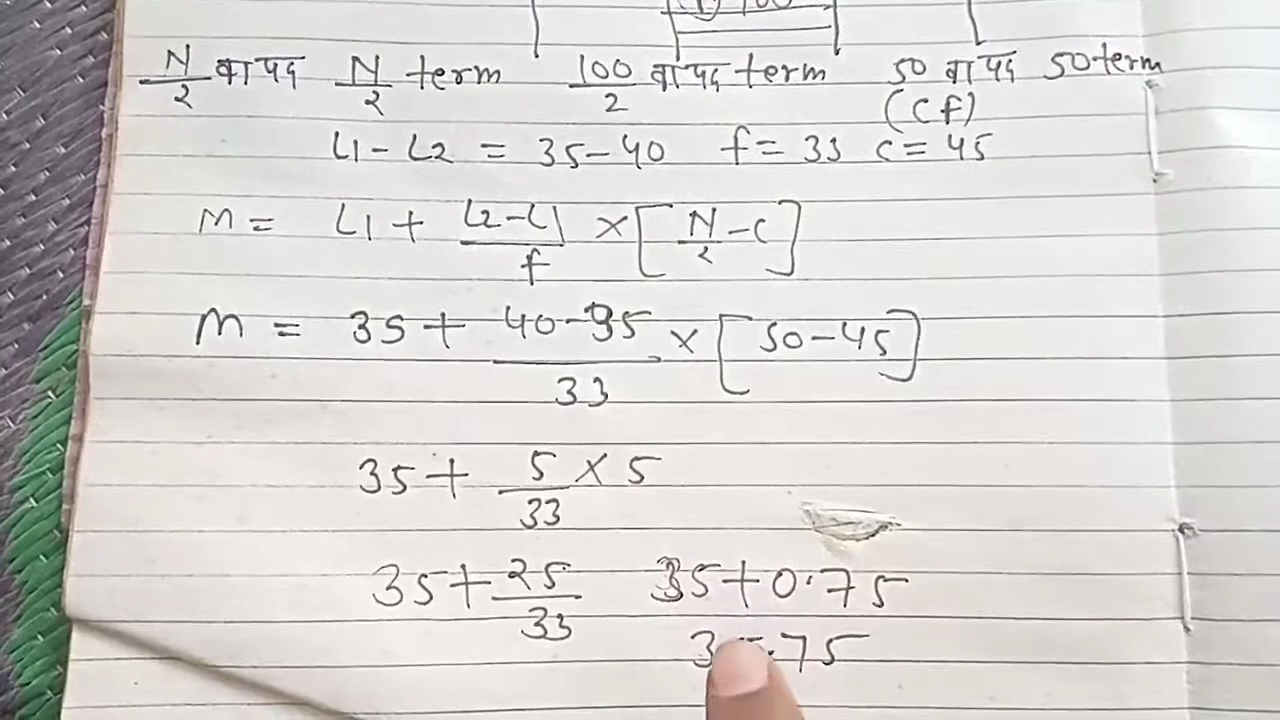 N/2 वा पद N/2 term 100/2 वा पद term 50 वा पद 50 term
(cf)
L1-L2 = 35-40 f= 33 c= 45
M= L1 + L2-L1/f × [N/2 -C]
M = 35+ 40-35/33 × [50-45]
35+ 5/33 × 5
35+ 25/33 35+0.75
35.75